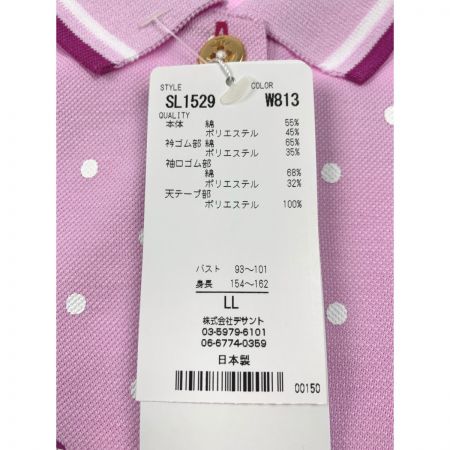 STYLE COLOR
SL1529 W813
QUALITY
本体 綿 55%
ポリエステル 45%
衿ゴム部 綿 65%
ポリエステル 35%
袖口ゴム部
綿 68%
ポリエステル 32%
天テープ部
ポリエステル 100%
バスト 93～101
身長 154～162
LL
株式会社デサント
03-5979-6101
06-6774-0359
日本製
00150